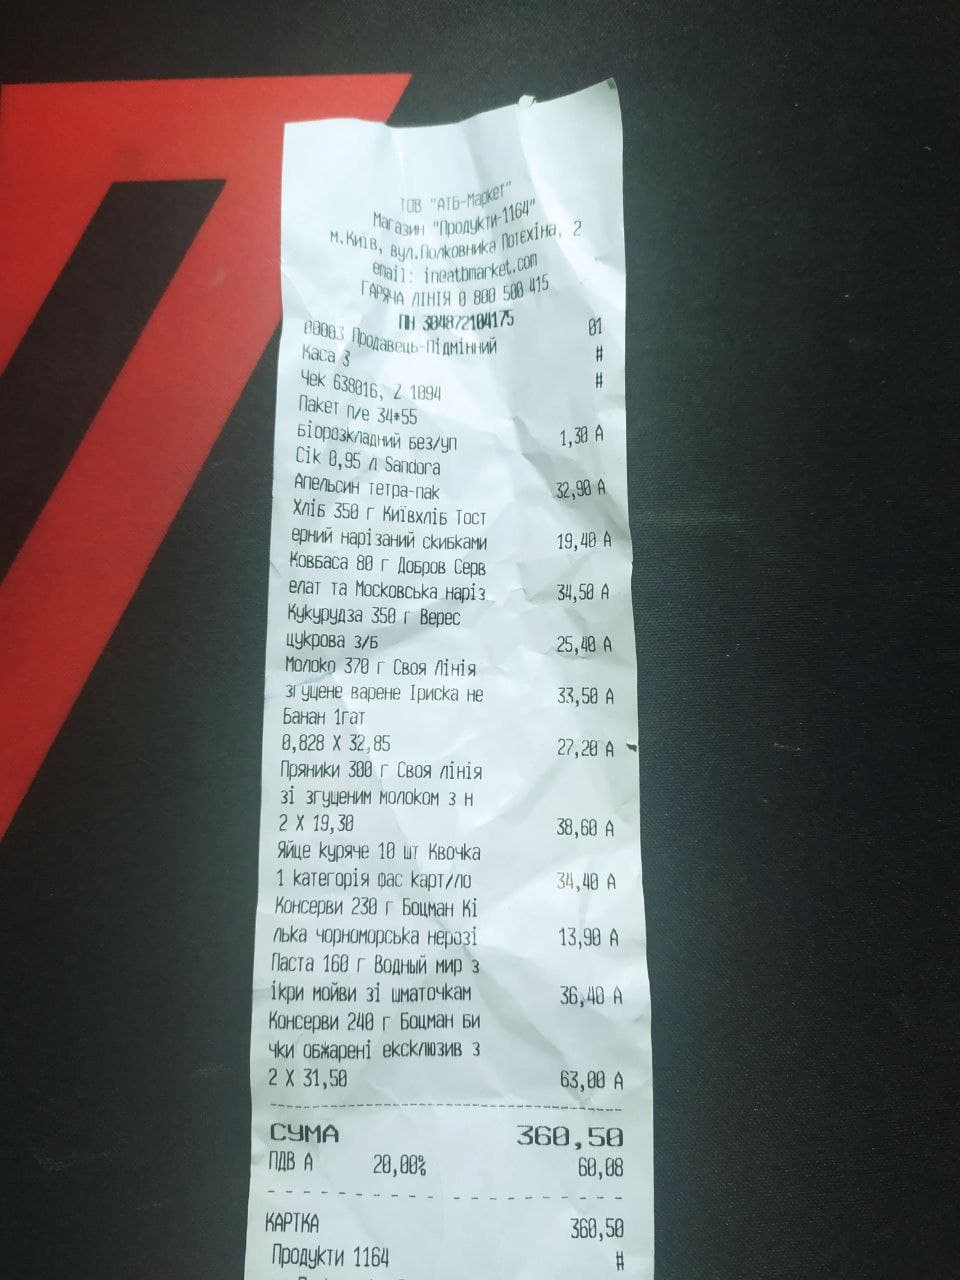 ТОВ "АТБ-Маркет"
Магазин "Продукти-1164"
м.Київ, вул.Полковника Потєхіна, 2
email: in@atbmarket.com
ГАРЯЧА ЛІНІЯ 0 800 500 415
ПН 304872104175
00003 Продавець-Підмінний 01
Каса 3 #
Чек 638016, Z 1094 #
Пакет п/е 34*55
Біорозкладний Без/уп 1,30 А
Сік 0,95 л Sandora
Апельсин тетра-пак 32,90 А
Хліб 350 г Київхліб Тост
ерний нарізаний скибками 19,40 А
Ковбаса 80 г Добров Серв
елат та Московська наріз 34,50 А
Кукурудза 350 г Верес
цукрова з/б 25,40 А
Молоко 370 г Своя Лінія
згущене варене Іриска не 33,50 А
Банан 1гат
0,828 X 32,85 27,20 А
Пряники 300 г Своя лінія
зі згущеним молоком з н
2 X 19,30 38,60 А
Яйце куряче 10 шт Квочка
1 категорія фас карт/ло 34,40 А
Консерви 230 г Боцман Кі
лька чорноморська нерозі 13,90 А
Паста 160 г Водный мир з
ікри мойви зі шматочкам 36,40 А
Консерви 240 г Боцман Би
чки обжарені ексклюзив з
2 X 31,50 63,00 А
СУМА 360,50
ПДВ А 20,00% 60,08
КАРТКА 360,50
Продукти 1164 #